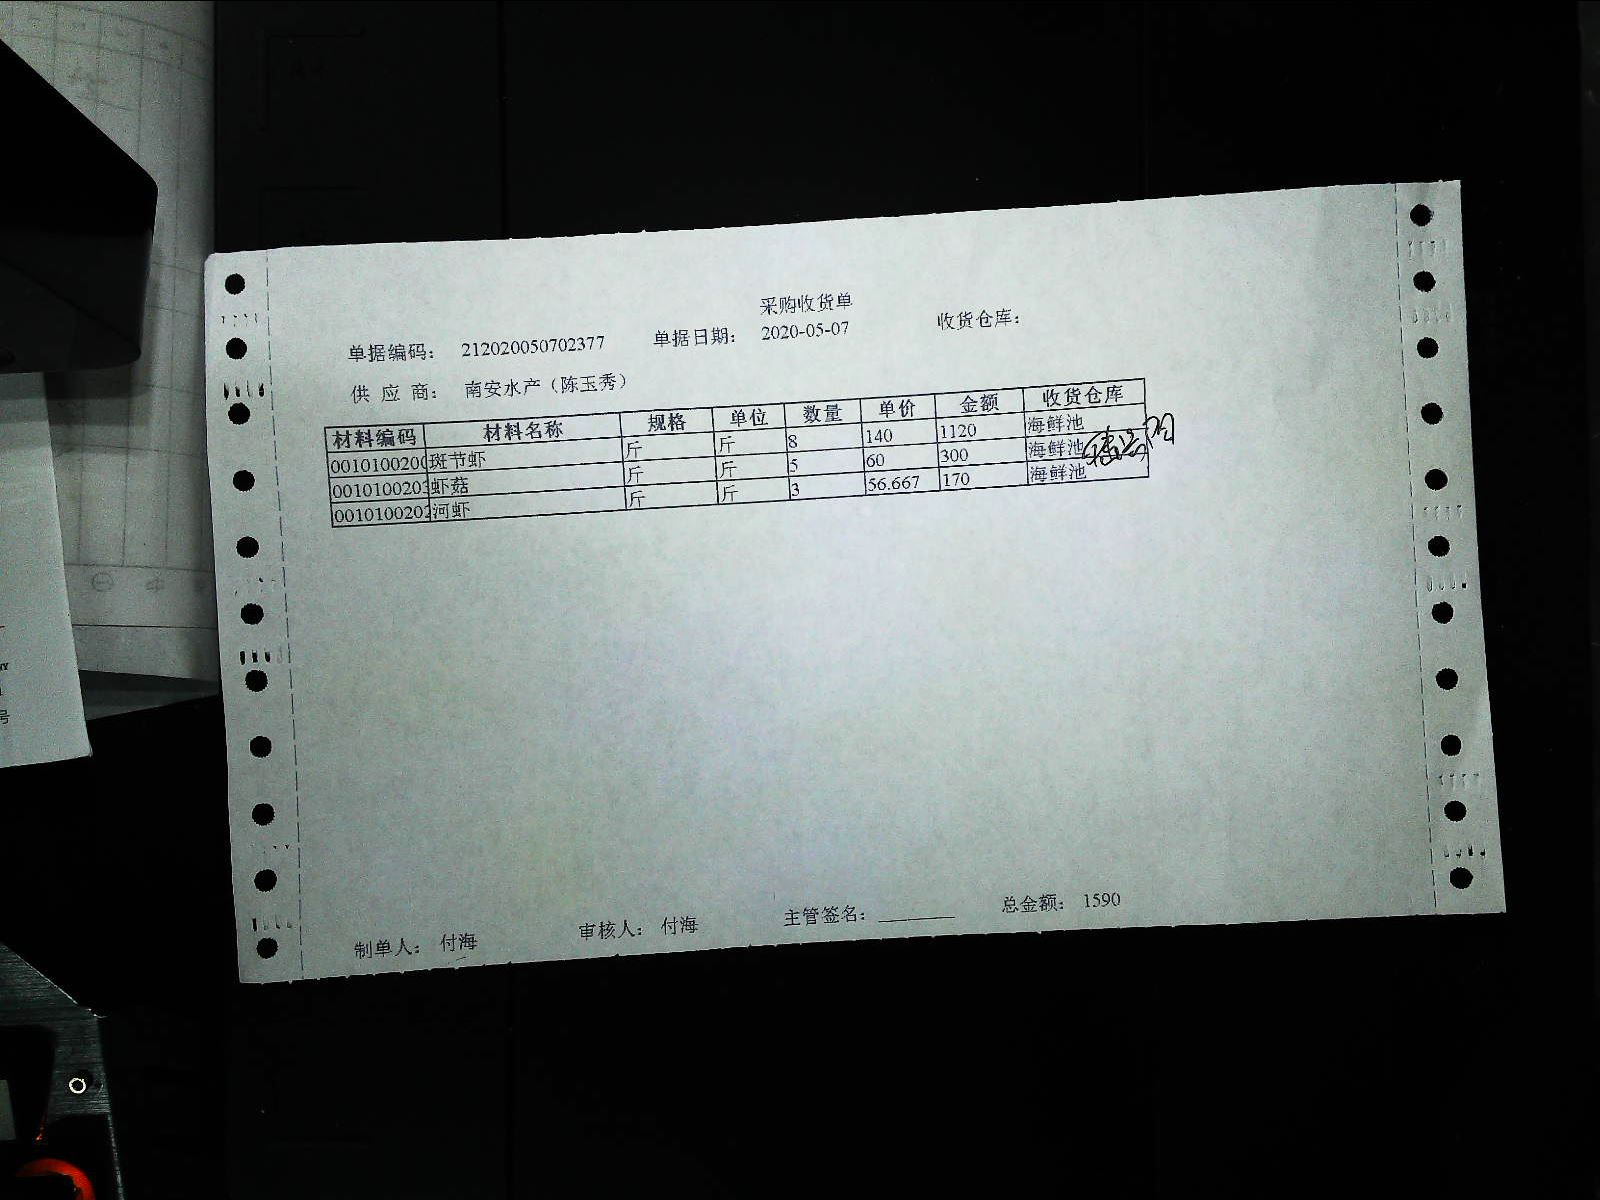 采购收货单
单据编码： 212020050702377 单据日期： 2020-05-07 收货仓库：
供 应 商： 南安水产（陈玉秀）
材料编码 材料名称 规格 单位 数量 单价 金额 收货仓库
0010100200 斑节虾 斤 斤 8 140 1120 海鲜池
0010100203 虾菇 斤 斤 5 60 300 海鲜池
0010100202 河虾 斤 斤 3 56.667 170 海鲜池
制单人： 付海 审核人： 付海 主管签名： 总金额： 1590
号